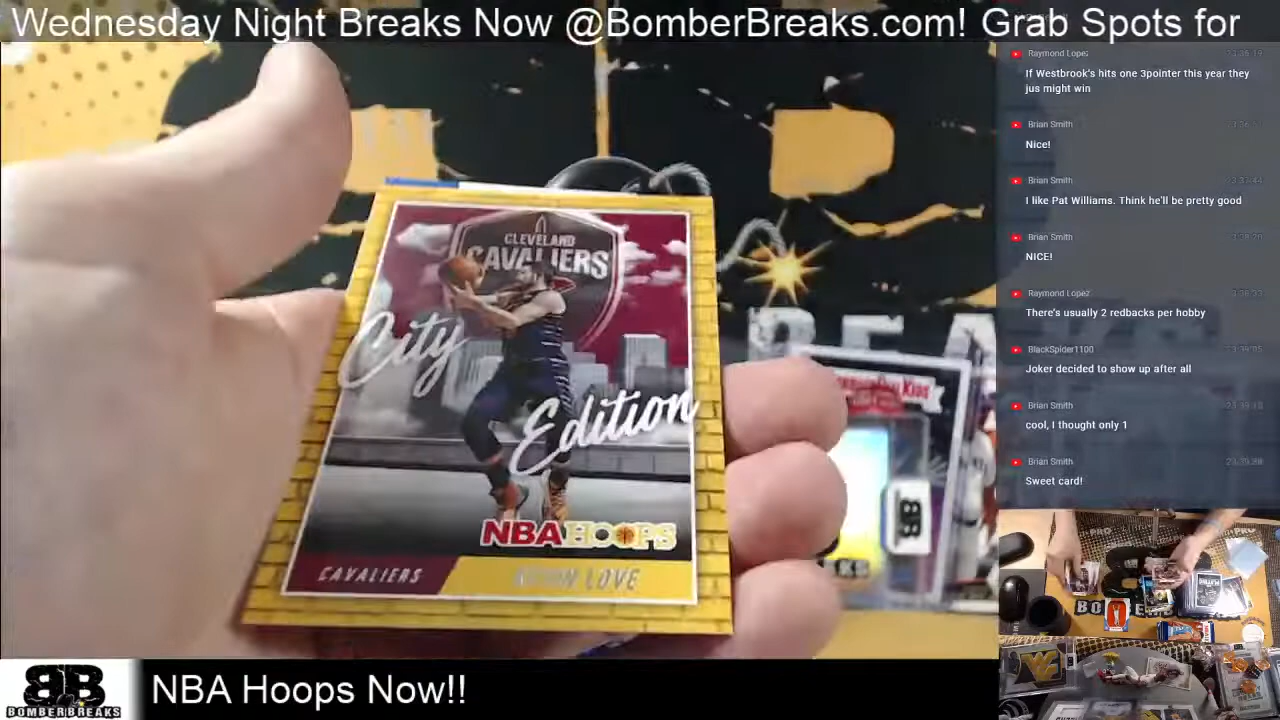 Wednesday Night Breaks Now @BomberBreaks.com! Grab Spots for
Raymond Lopez
If Westbrook's hits one 3pointer this year they
jus might win
Brian Smith
Nice!
Brian Smith
I like Pat Williams. Think he'll be pretty good
Brian Smith
NICE!
Raymond Lopez
There's usually 2 redbacks per hobby
BlackSpider1100
Joker decided to show up after all
Brian Smith
cool, I thought only 1
Brian Smith
Sweet card!
CLEVELAND
CAVALIERS
City
Edition
NBA HOOPS
CAVALIERS
LOVE
BB
BOMBERBREAKS
NBA Hoops Now!!